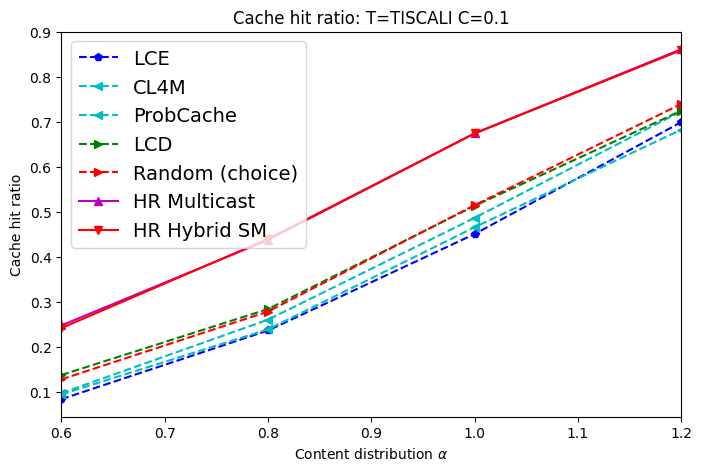 Cache hit ratio: T=TISCALI C=0.1
Cache hit ratio
0.9
0.8
0.7
0.6
0.5
0.4
0.3
0.2
0.1
LCE
CL4M
ProbCache
LCD
Random (choice)
HR Multicast
HR Hybrid SM
0.6
0.7
0.8
0.9
1.0
1.1
1.2
Content distribution α